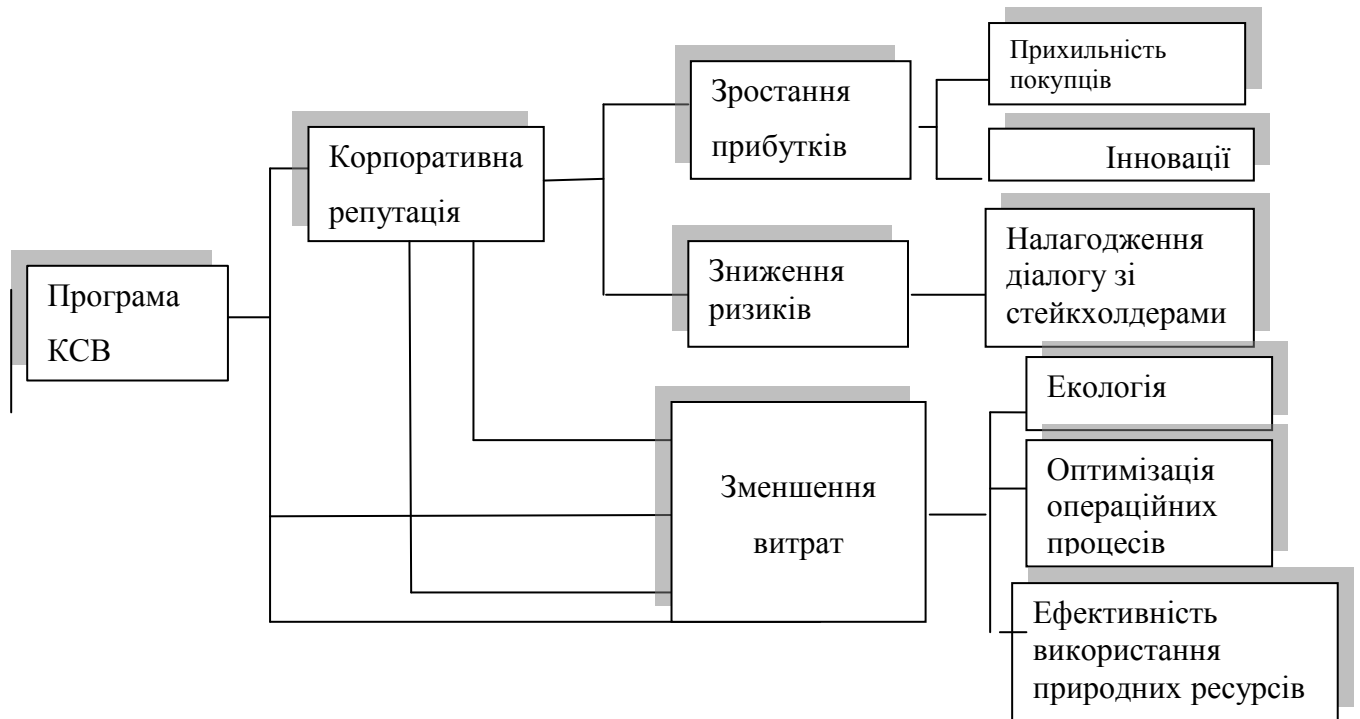 Прихильність
покупців
Зростання
прибутків
Інновації
Корпоративна
репутація
Налагодження
діалогу зі
стейкхолдерами
Зниження
ризиків
Програма
КСВ
Екологія
Зменшення
витрат
Оптимізація
операційних
процесів
Ефективність
використання
природних ресурсів